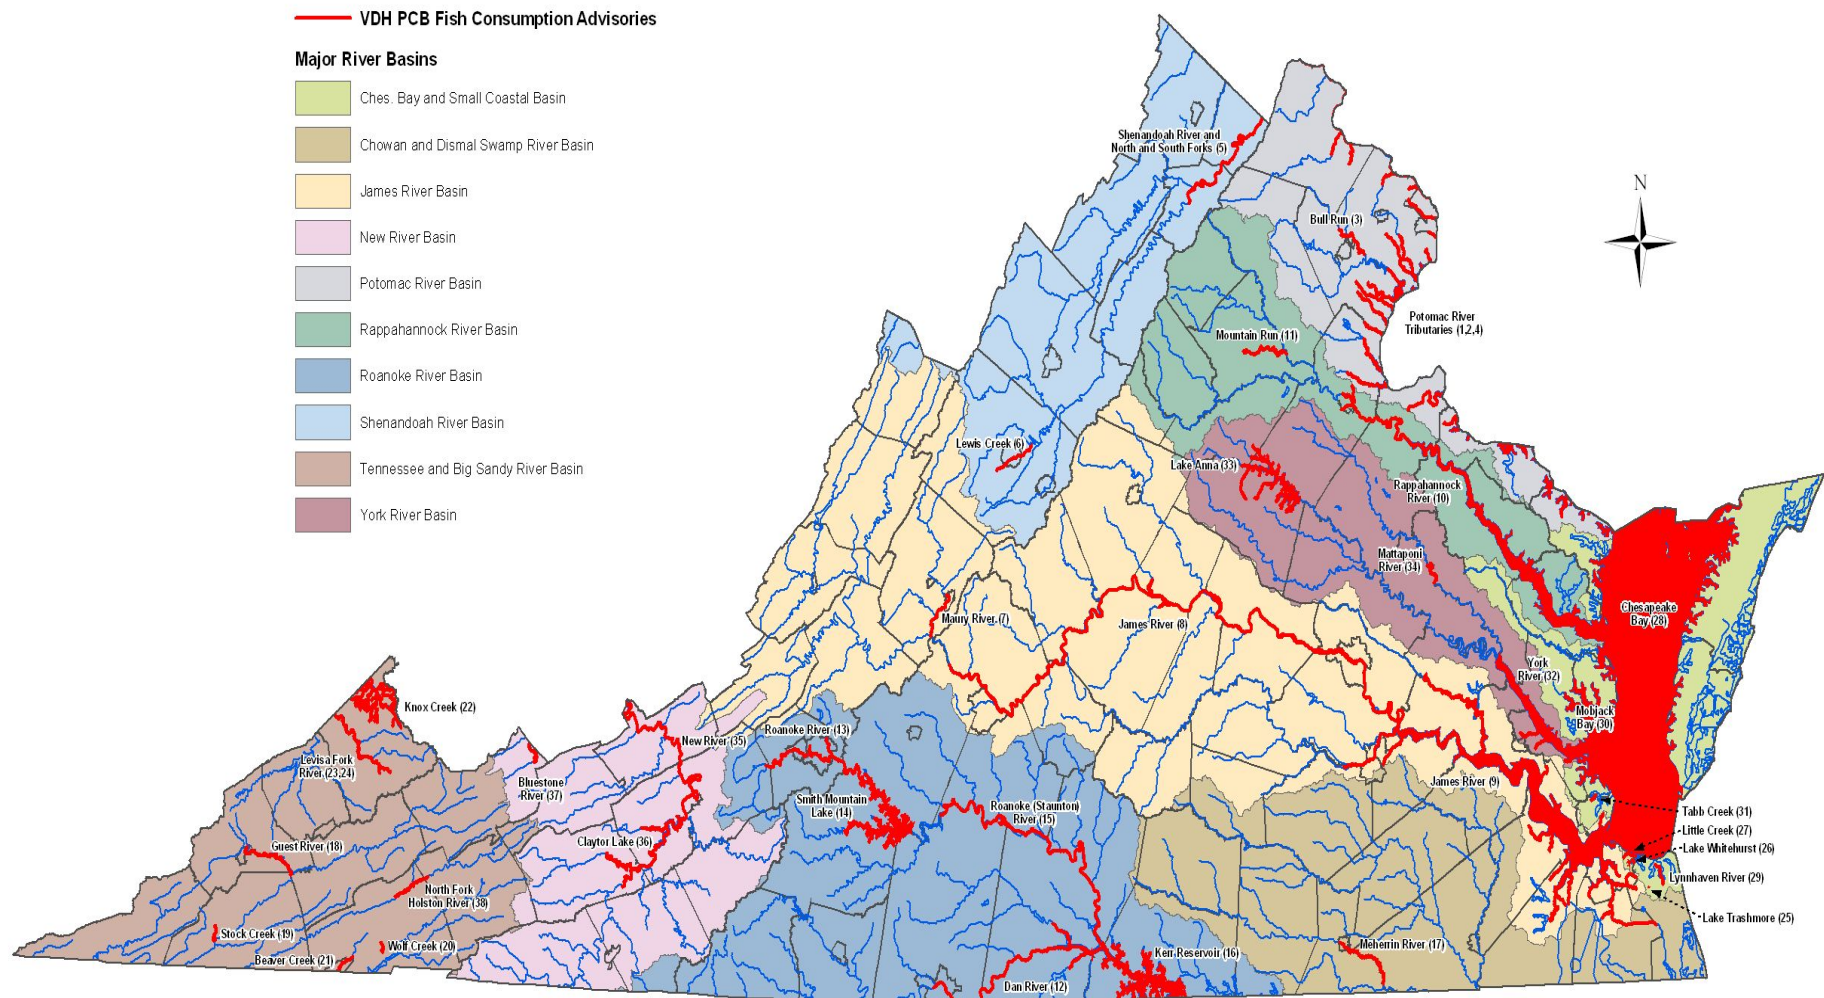 VDH PCB Fish Consumption Advisories
Major River Basins
Ches. Bay and Small Coastal Basin
Chowan and Dismal Swamp River Basin
James River Basin
New River Basin
Potomac River Basin
Rappahannock River Basin
Roanoke River Basin
Shenandoah River Basin
Tennessee and Big Sandy River Basin
York River Basin
N
Shenandoah River and
North and South Forks (5)
Bull Run (3)
Potomac River
Tributaries (1,2,4)
Mountain Run (11)
Lewis Creek (6)
Lake Anna (33)
Rappahannock
River (10)
Mattaponi
River (34)
Chesapeake
Bay (28)
Maury River (7)
James River (8)
York
River (32)
Mobjack
Bay (30)
Knox Creek (22)
Levisa Fork
River (23,24)
Bluestone
River (37)
New River (35)
Roanoke River (13)
Smith Mountain
Lake (14)
Roanoke (Staunton)
River (15)
James River (9)
Tabb Creek (31)
Little Creek (27)
Lake Whitehurst (26)
Lynnhaven River (29)
Lake Trashmore (25)
Guest River (18)
Claytor Lake (36)
North Fork
Holston River (38)
Stock Creek (19)
Wolf Creek (20)
Beaver Creek (21)
Dan River (12)
Kerr Reservoir (16)
Meherrin River (17)